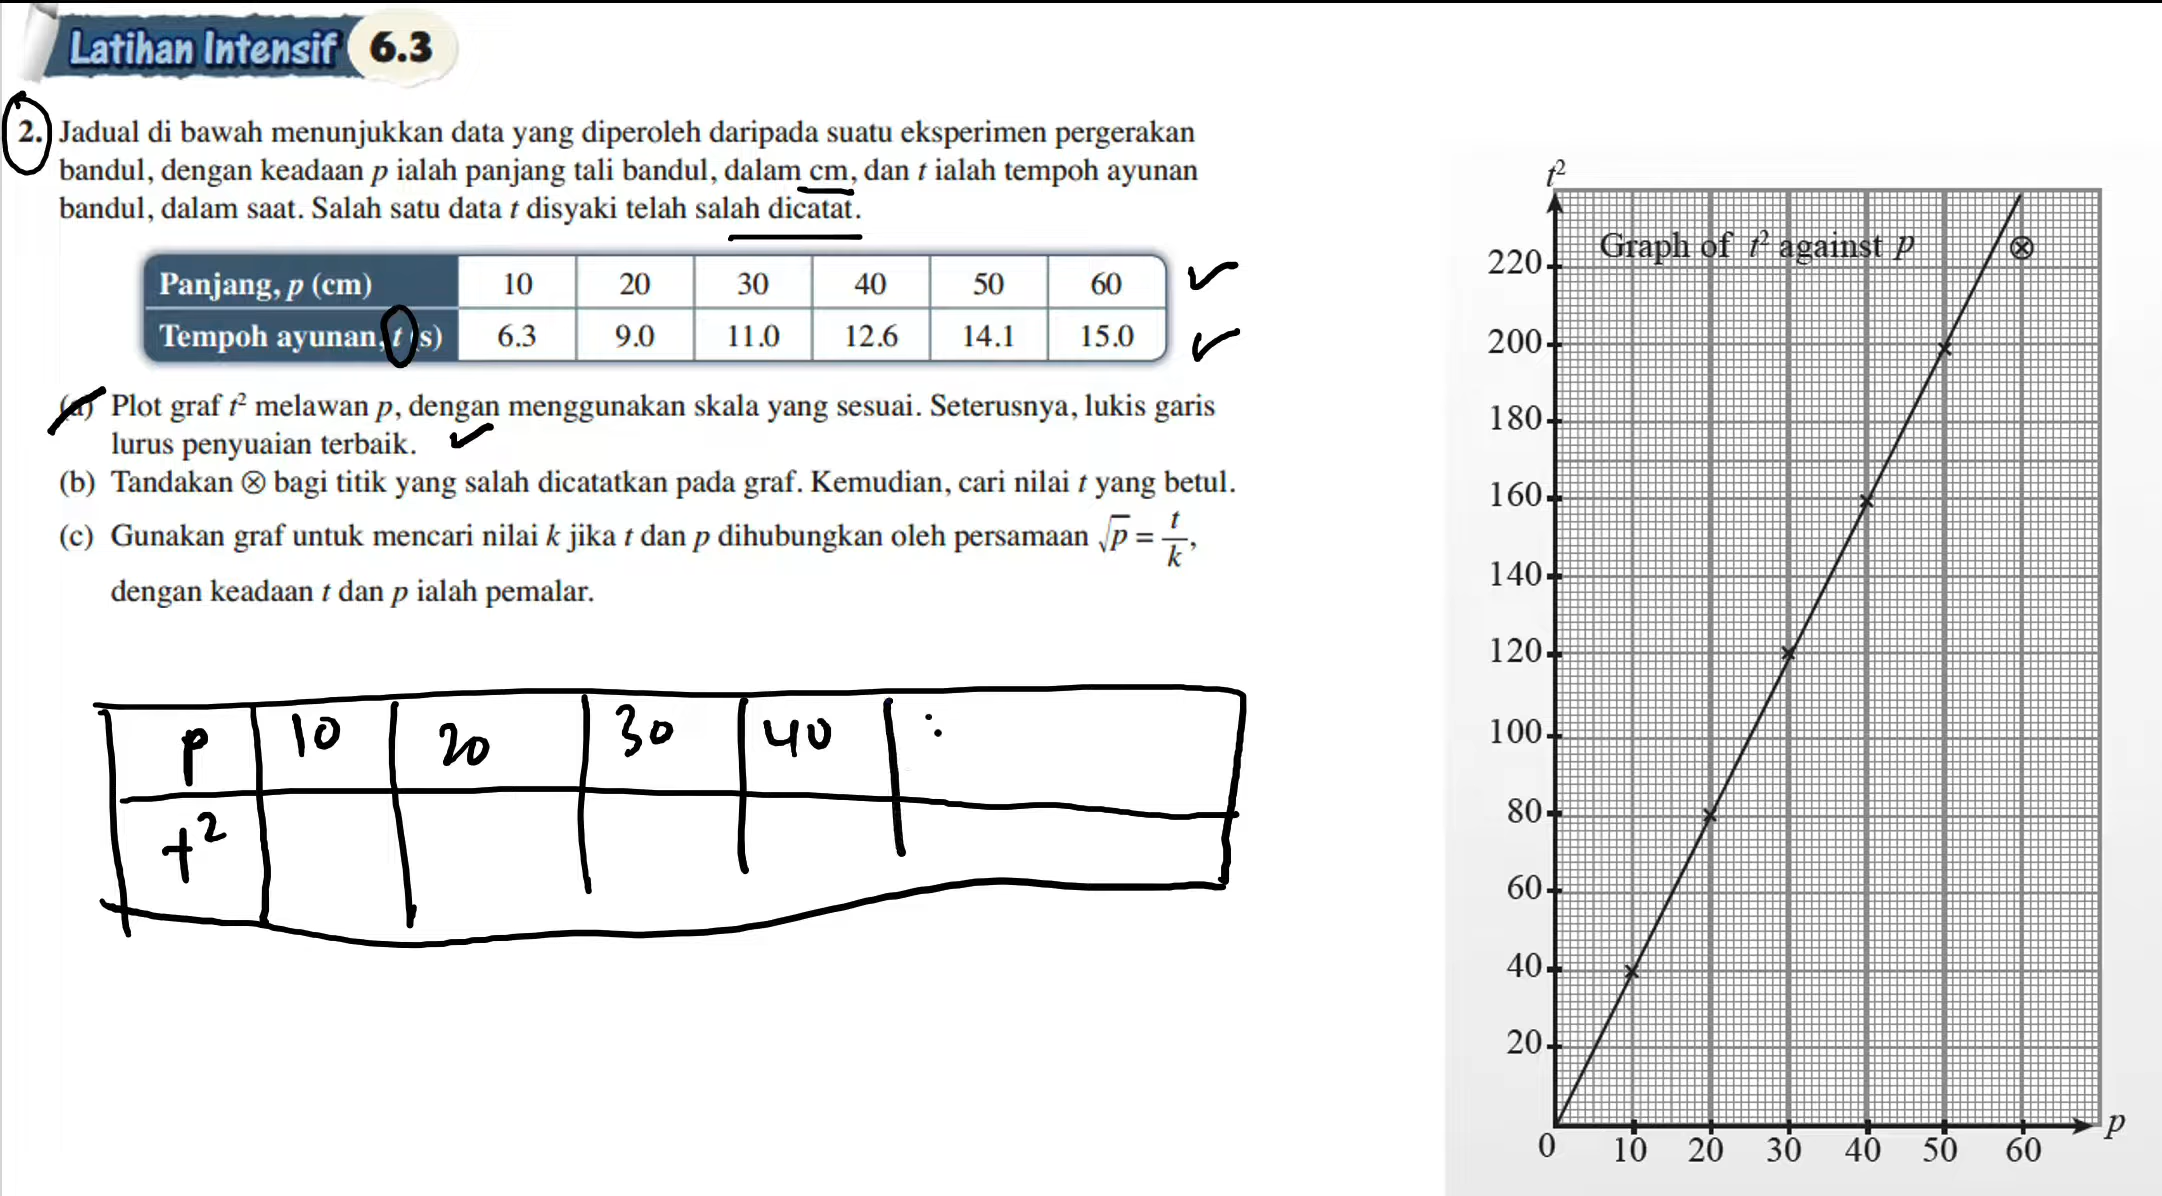 Latihan Intensif 6.3
2. Jadual di bawah menunjukkan data yang diperoleh daripada suatu eksperimen pergerakan
bandul, dengan keadaan p ialah panjang tali bandul, dalam cm, dan t ialah tempoh ayunan
bandul, dalam saat. Salah satu data t disyaki telah salah dicatat.
Panjang, p (cm) 10 20 30 40 50 60
Tempoh ayunan, t (s) 6.3 9.0 11.0 12.6 14.1 15.0
(a) Plot graf t² melawan p, dengan menggunakan skala yang sesuai. Seterusnya, lukis garis
lurus penyuaian terbaik.
(b) Tandakan ⊗ bagi titik yang salah dicatatkan pada graf. Kemudian, cari nilai t yang betul.
(c) Gunakan graf untuk mencari nilai k jika t dan p dihubungkan oleh persamaan √p = t/k,
dengan keadaan t dan p ialah pemalar.
p 10 20 30 40 :
t²
t²
Graph of t² against p
220
200
180
160
140
120
100
80
60
40
20
0 10 20 30 40 50 60 p